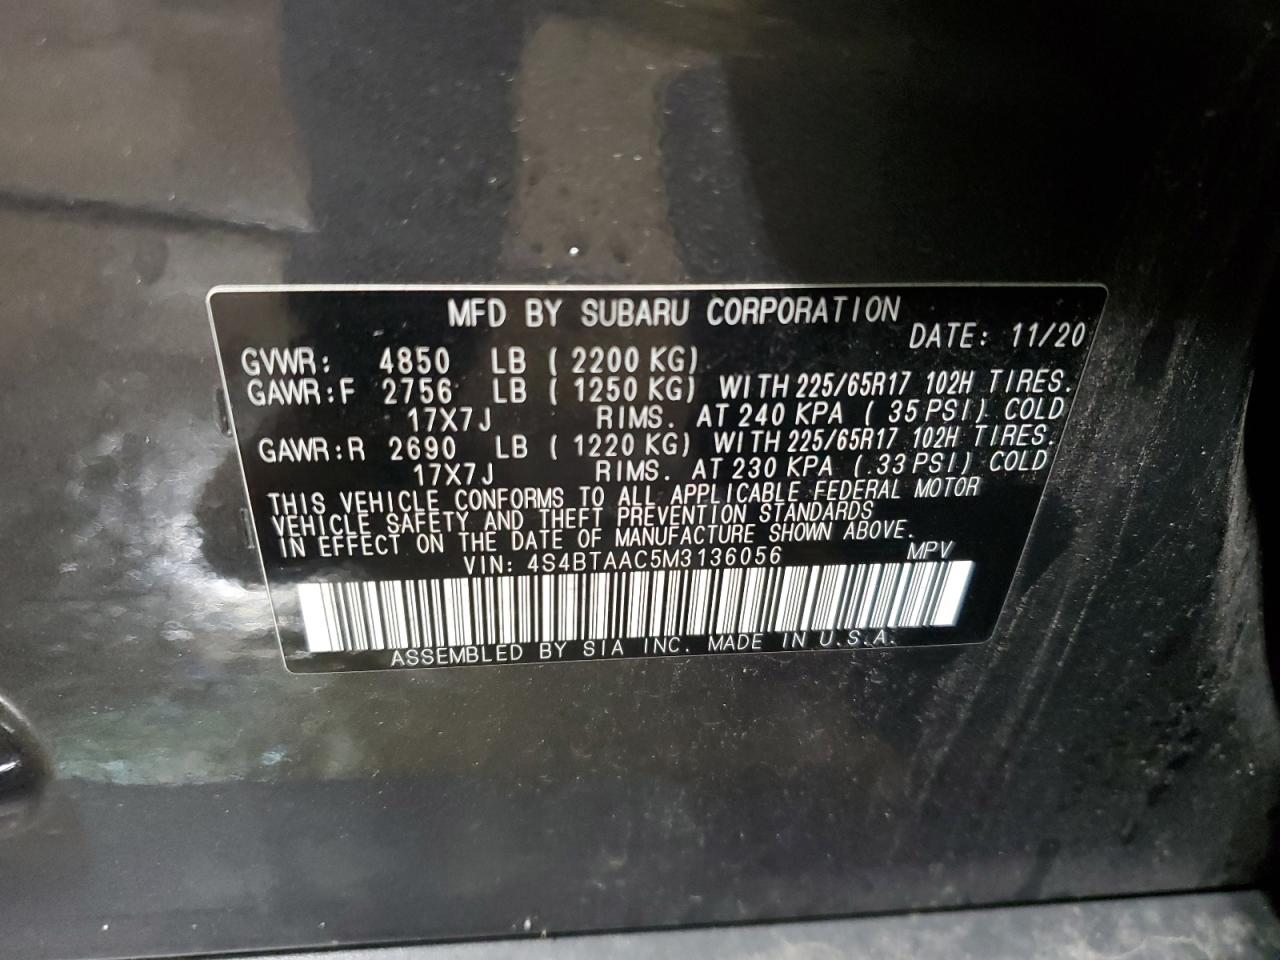 MFD BY SUBARU CORPORATION
DATE: 11/20
GVWR: 4850 LB ( 2200 KG)
GAWR:F 2756 LB ( 1250 KG) WITH 225/65R17 102H TIRES.
17X7J RIMS. AT 240 KPA ( 35 PSI) COLD
GAWR:R 2690 LB ( 1220 KG) WITH 225/65R17 102H TIRES.
17X7J RIMS. AT 230 KPA ( 33 PSI) COLD
THIS VEHICLE CONFORMS TO ALL APPLICABLE FEDERAL MOTOR
VEHICLE SAFETY AND THEFT PREVENTION STANDARDS
IN EFFECT ON THE DATE OF MANUFACTURE SHOWN ABOVE.
VIN: 4S4BTAAC5M3136056 MPV
ASSEMBLED BY SIA INC. MADE IN U.S.A.